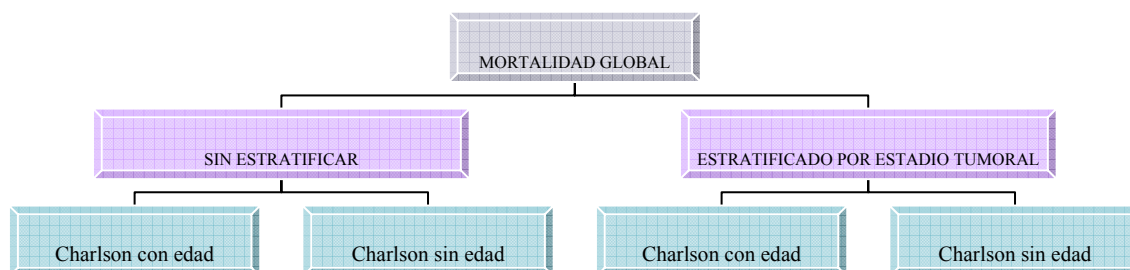 MORTALIDAD GLOBAL
SIN ESTRATIFICAR
ESTRATIFICADO POR ESTADIO TUMORAL
Charlson con edad
Charlson sin edad
Charlson con edad
Charlson sin edad